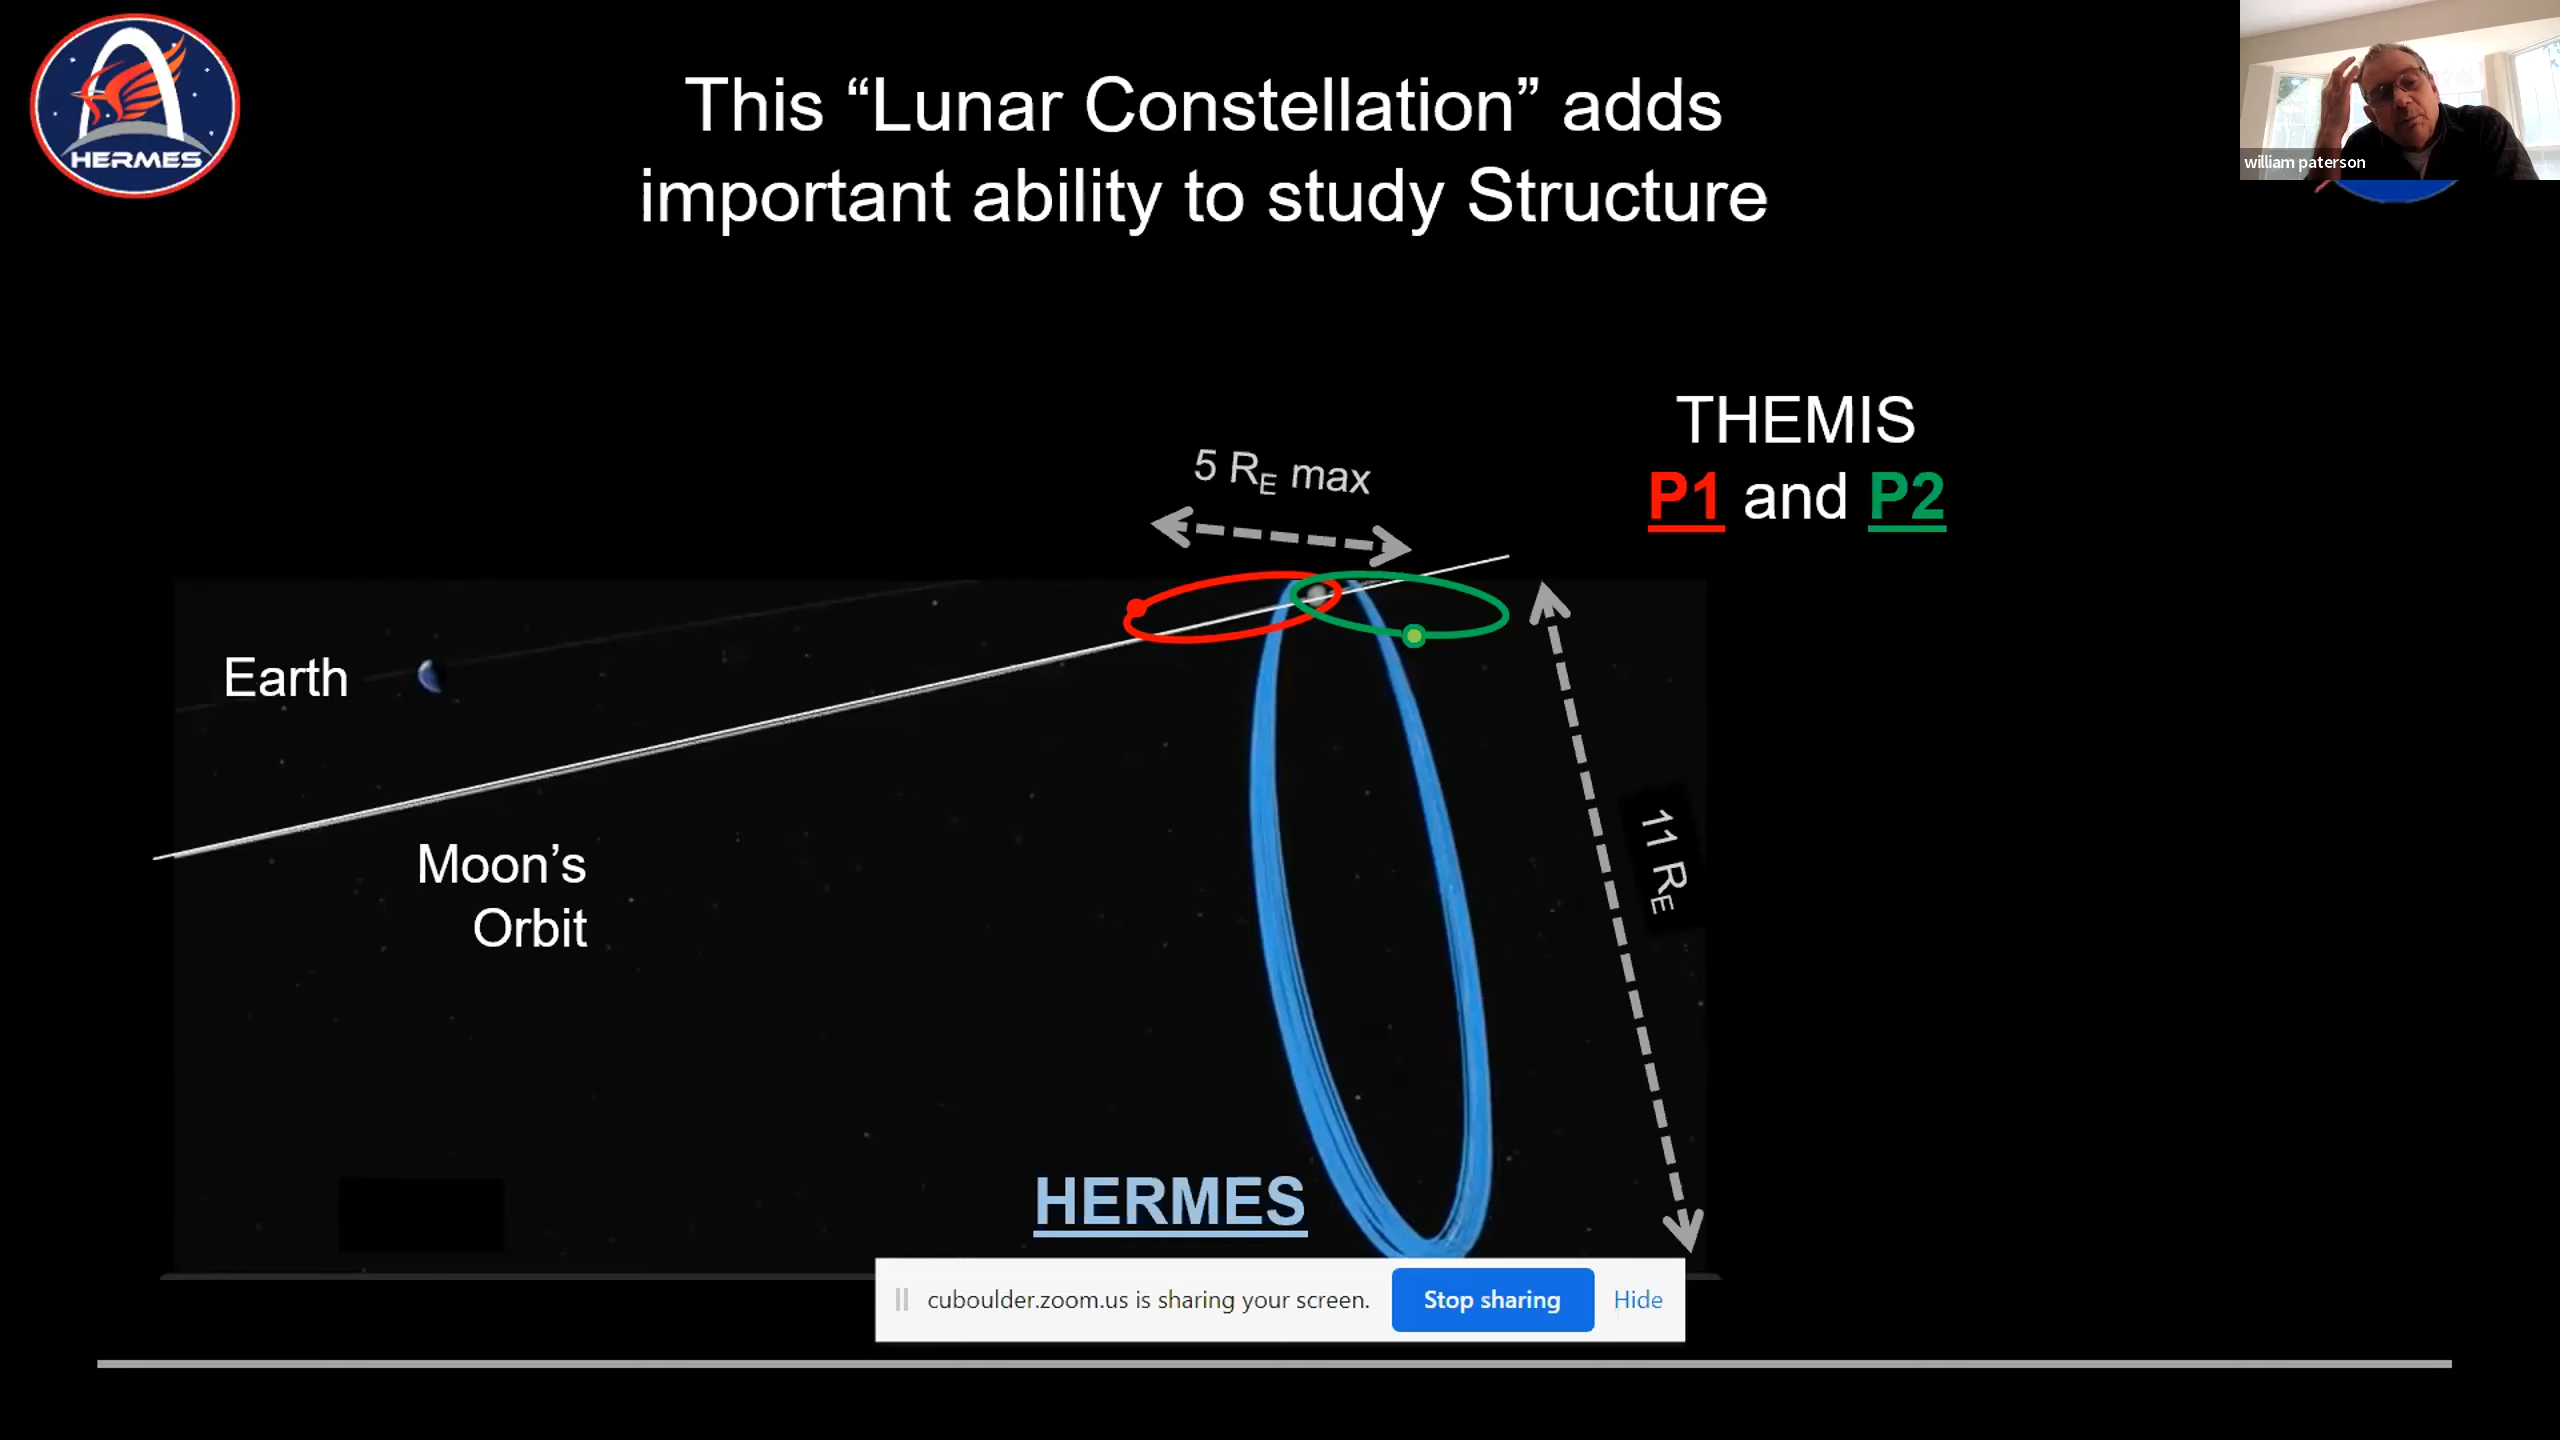 HERMES
This “Lunar Constellation” adds
important ability to study Structure
william paterson
THEMIS
P1 and P2
5 RE max
Earth
Moon’s
Orbit
11 RE
HERMES
cuboulder.zoom.us is sharing your screen.
Stop sharing
Hide